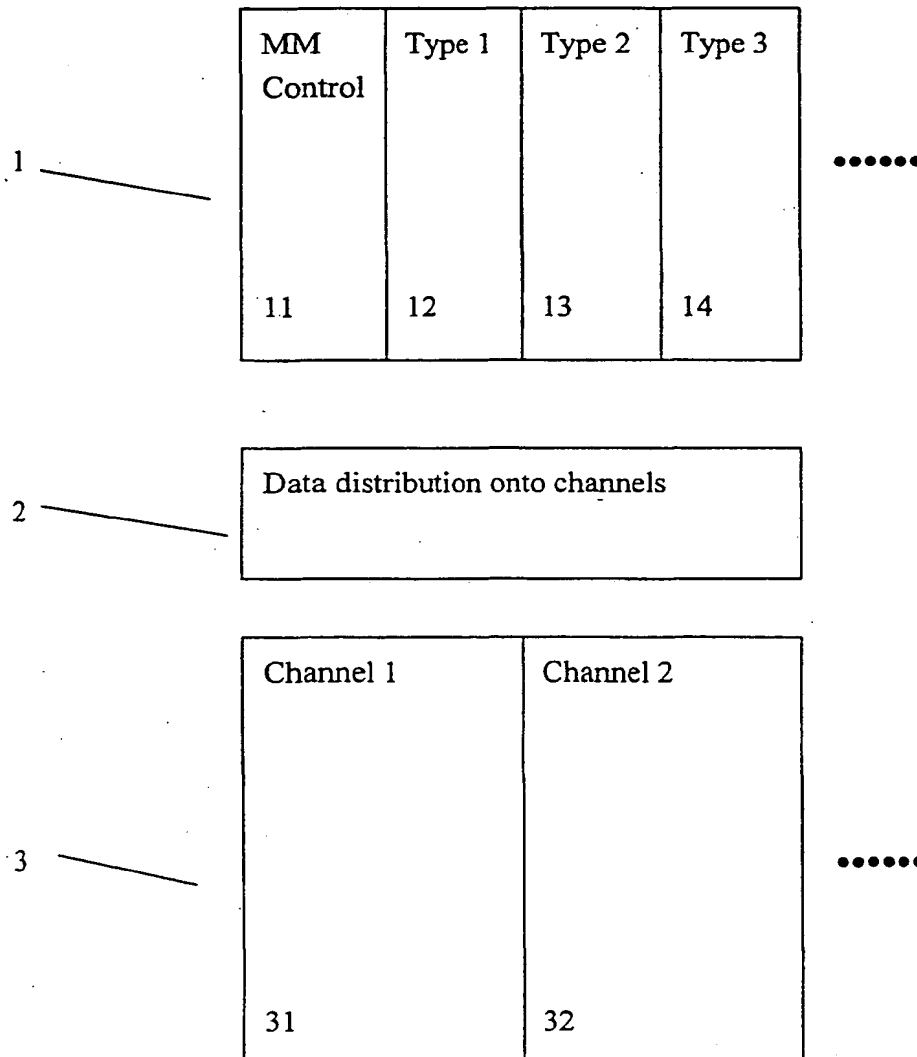 MM Type 1 Type 2 Type 3
Control
1
11 12 13 14
Data distribution onto channels
2
Channel 1 Channel 2
3
31 32